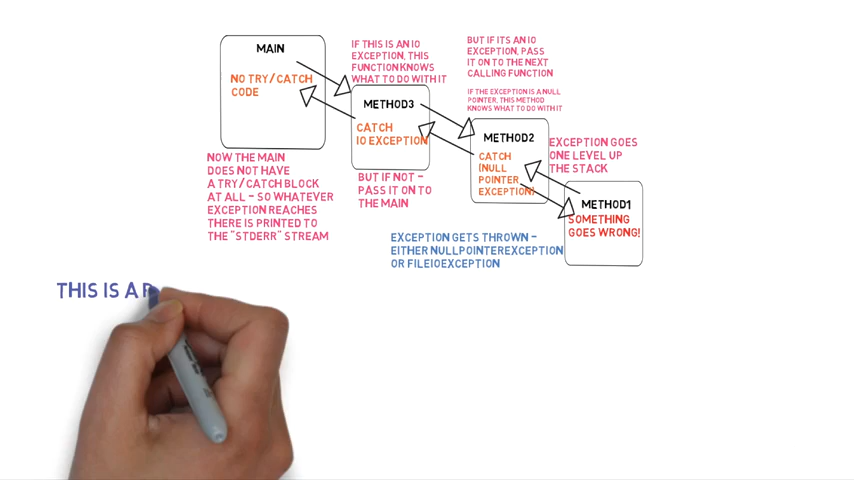 MAIN
NO TRY/CATCH
CODE
NOW THE MAIN
DOES NOT HAVE
A TRY/CATCH BLOCK
AT ALL - SO WHATEVER
EXCEPTION REACHES
THERE IS PRINTED TO
THE "STDERR" STREAM
IF THIS IS AN IO
EXCEPTION, THIS
FUNCTION KNOWS
WHAT TO DO WITH IT
METHOD3
CATCH
IO EXCEPTION
BUT IF NOT -
PASS IT ON TO
THE MAIN
BUT IF ITS AN IO
EXCEPTION, PASS
IT ON TO THE NEXT
CALLING FUNCTION
IF THE EXCEPTION IS A NULL
POINTER, THIS METHOD
KNOWS WHAT TO DO WITH IT
METHOD2
CATCH
(NULL
POINTER
EXCEPTION)
EXCEPTION GOES
ONE LEVEL UP
THE STACK
METHOD1
SOMETHING
GOES WRONG!
EXCEPTION GETS THROWN -
EITHER NULLPOINTEREXCEPTION
OR FILEIOEXCEPTION
THIS IS A